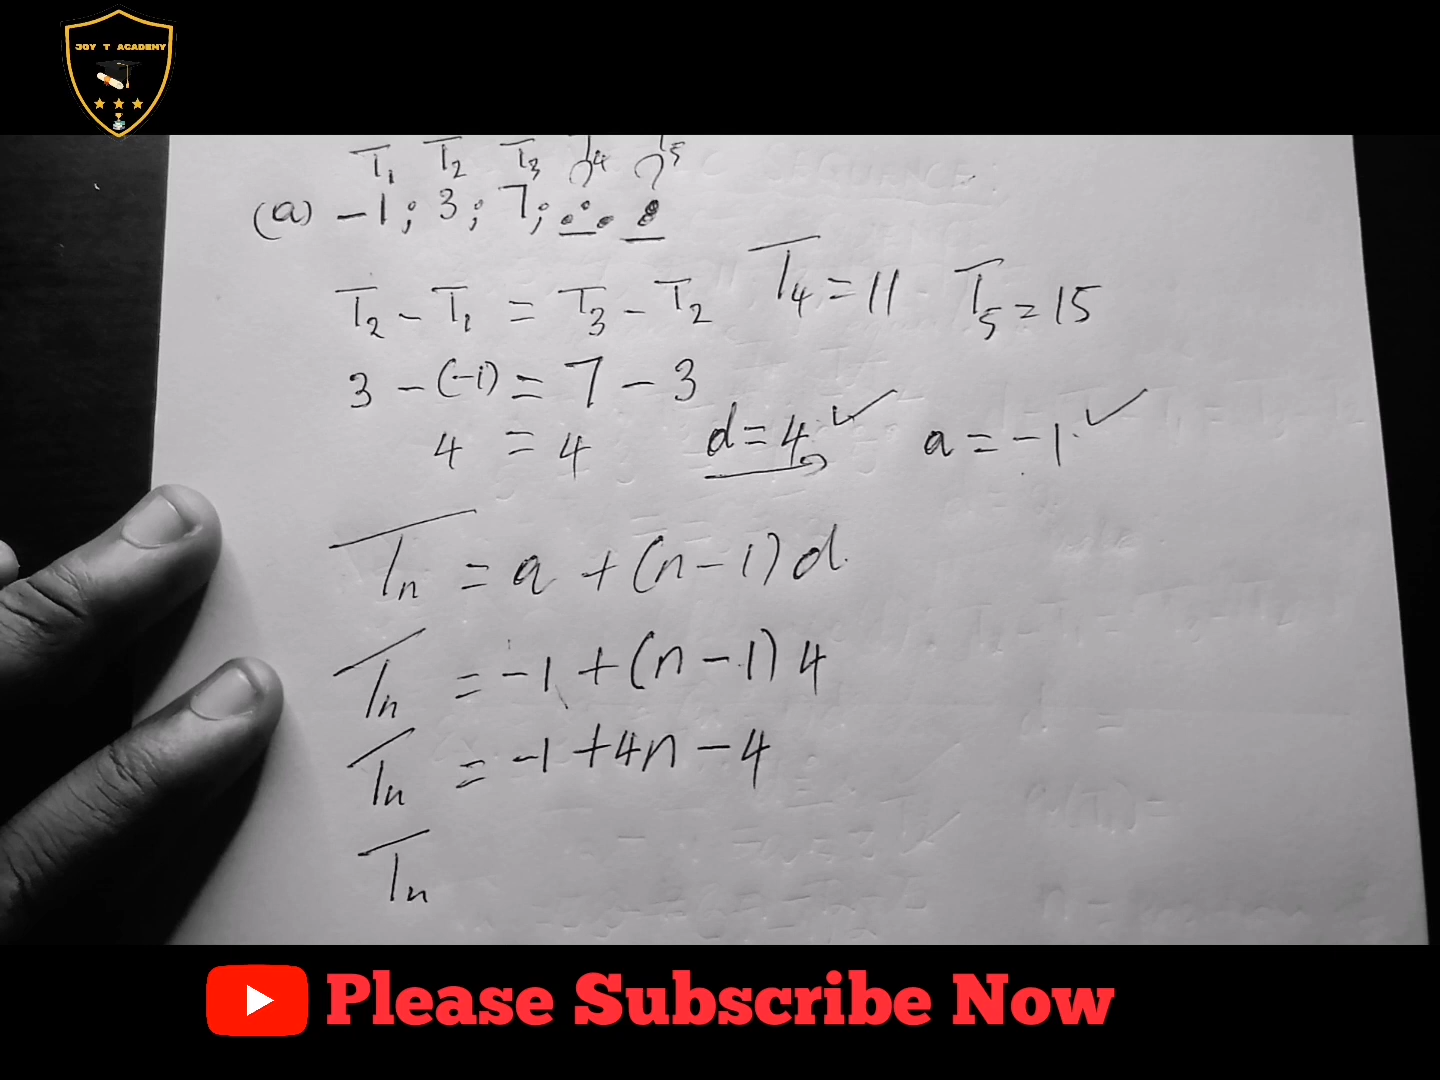 JOY T ACADEMY
T₁ T₂ T₃ T₄ T₅
(a) -1; 3; 7;
T₂ - T₁ = T₃ - T₂ T₄ = 11 T₅ = 15
3 - (-1) = 7 - 3
4 = 4 d = 4 ✓ a = -1 ✓
Tn = a + (n - 1) d
Tn = -1 + (n - 1) 4
Tn = -1 + 4n - 4
Tn
Please Subscribe Now